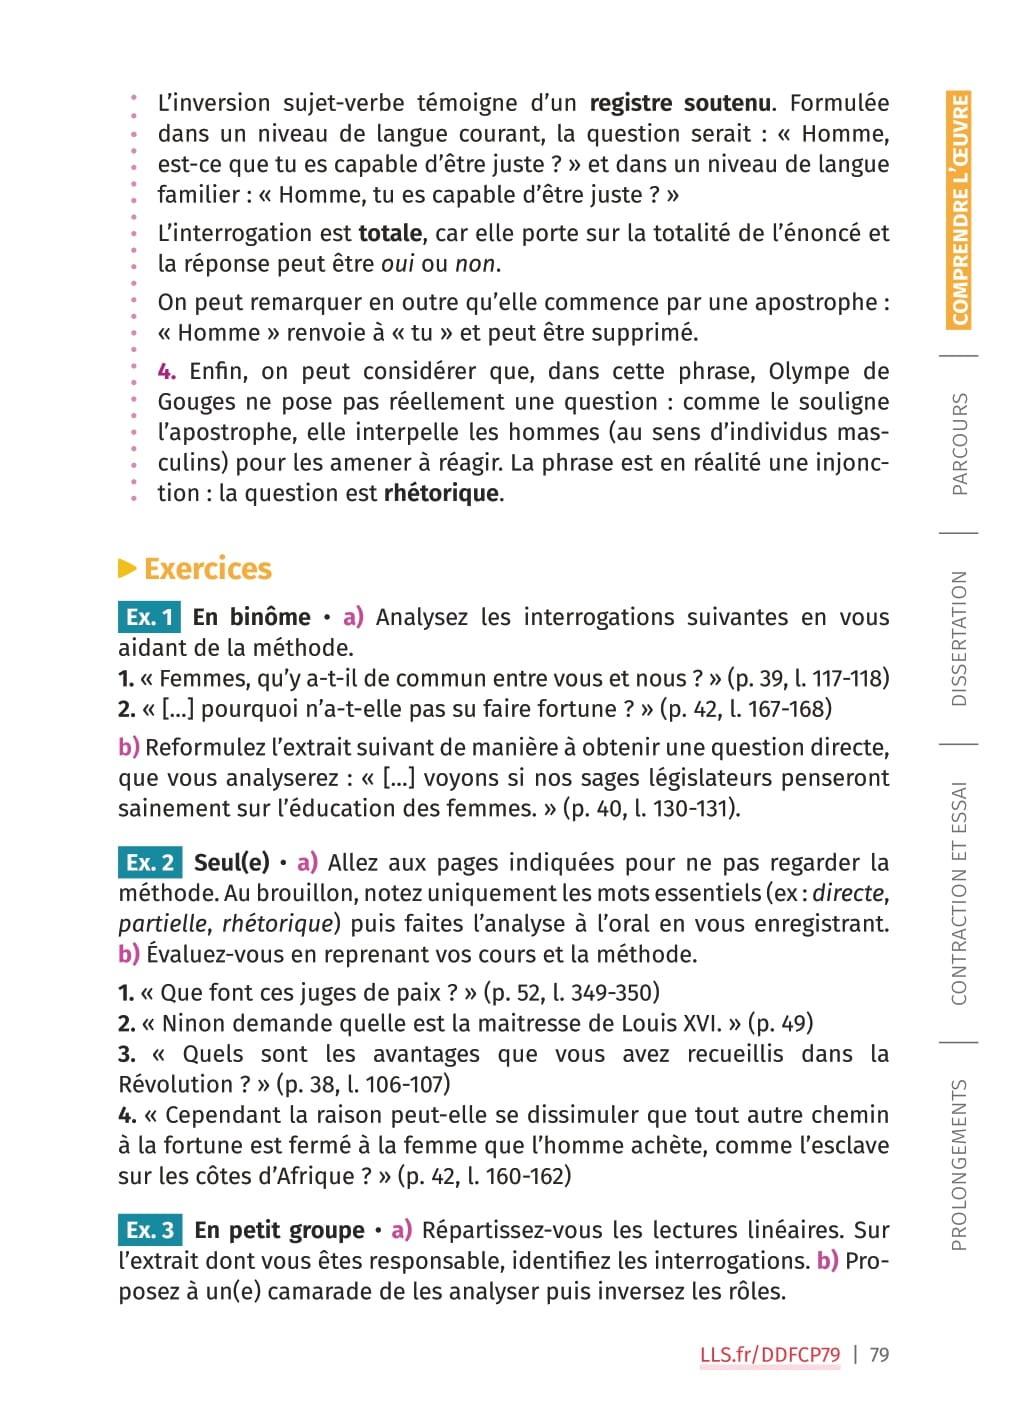 L'inversion sujet-verbe témoigne d'un registre soutenu. Formulée
dans un niveau de langue courant, la question serait : « Homme,
est-ce que tu es capable d'être juste ? » et dans un niveau de langue
familier : « Homme, tu es capable d'être juste ? »
L'interrogation est totale, car elle porte sur la totalité de l'énoncé et
la réponse peut être oui ou non.
On peut remarquer en outre qu'elle commence par une apostrophe :
« Homme » renvoie à « tu » et peut être supprimé.
4. Enfin, on peut considérer que, dans cette phrase, Olympe de
Gouges ne pose pas réellement une question : comme le souligne
l'apostrophe, elle interpelle les hommes (au sens d'individus mas-
culins) pour les amener à réagir. La phrase est en réalité une injonc-
tion : la question est rhétorique.
Exercices
Ex. 1 En binôme • a) Analysez les interrogations suivantes en vous
aidant de la méthode.
1. « Femmes, qu'y a-t-il de commun entre vous et nous ? » (p. 39, l. 117-118)
2. « [...] pourquoi n'a-t-elle pas su faire fortune ? » (p. 42, l. 167-168)
b) Reformulez l'extrait suivant de manière à obtenir une question directe,
que vous analyserez : « [...] voyons si nos sages législateurs penseront
sainement sur l'éducation des femmes. » (p. 40, l. 130-131).
Ex. 2 Seul(e) • a) Allez aux pages indiquées pour ne pas regarder la
méthode. Au brouillon, notez uniquement les mots essentiels (ex : directe,
partielle, rhétorique) puis faites l'analyse à l'oral en vous enregistrant.
b) Évaluez-vous en reprenant vos cours et la méthode.
1. « Que font ces juges de paix ? » (p. 52, l. 349-350)
2. « Ninon demande quelle est la maitresse de Louis XVI. » (p. 49)
3. « Quels sont les avantages que vous avez recueillis dans la
Révolution ? » (p. 38, l. 106-107)
4. « Cependant la raison peut-elle se dissimuler que tout autre chemin
à la fortune est fermé à la femme que l'homme achète, comme l'esclave
sur les côtes d'Afrique ? » (p. 42, l. 160-162)
Ex. 3 En petit groupe • a) Répartissez-vous les lectures linéaires. Sur
l'extrait dont vous êtes responsable, identifiez les interrogations. b) Pro-
posez à un(e) camarade de les analyser puis inversez les rôles.
LLS.fr/DDFCP79 | 79
COMPRENDRE L'ŒUVRE
PARCOURS
DISSERTATION
CONTRACTION ET ESSAI
PROLONGEMENTS